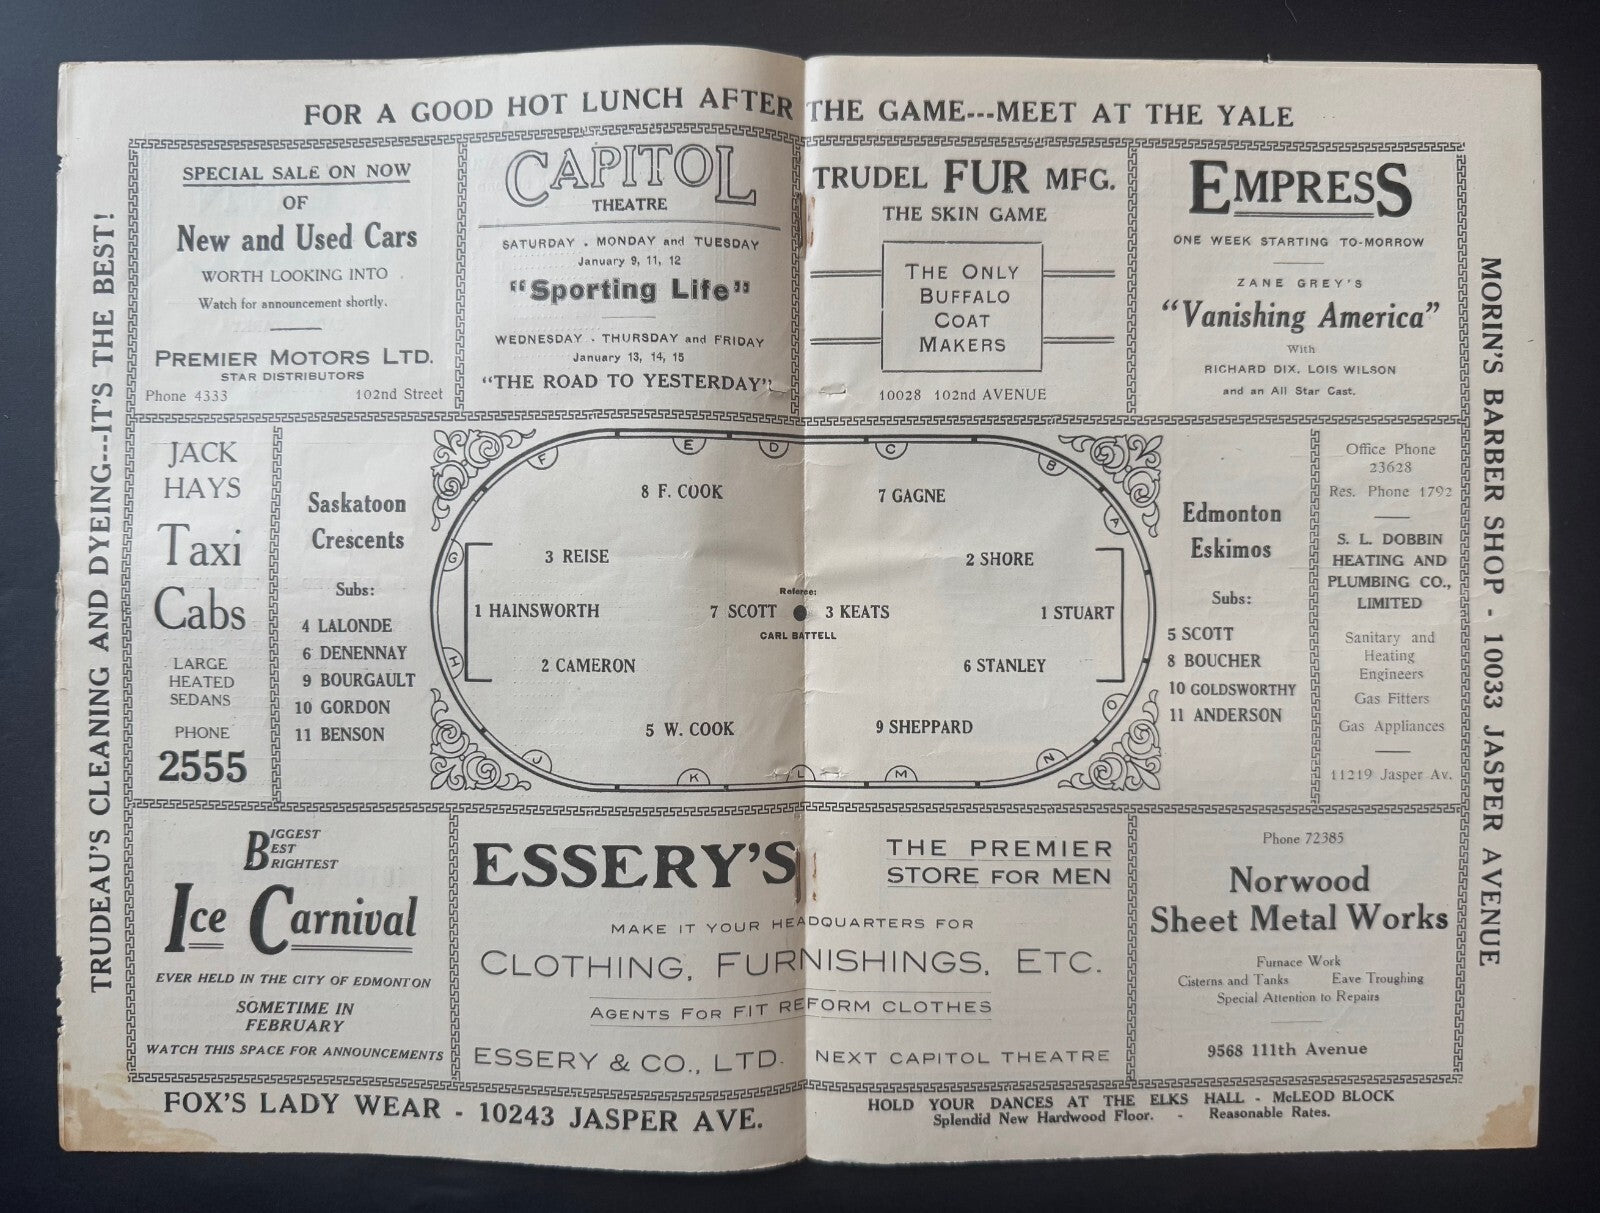 FOR A GOOD HOT LUNCH AFTER THE GAME---MEET AT THE YALE
TRUDEAU'S CLEANING AND DYEING---IT'S THE BEST!
SPECIAL SALE ON NOW
OF
New and Used Cars
WORTH LOOKING INTO
Watch for announcement shortly.
PREMIER MOTORS LTD.
STAR DISTRIBUTORS
Phone 4333 102nd Street
CAPITOL
THEATRE
SATURDAY . MONDAY and TUESDAY
January 9, 11, 12
"Sporting Life"
WEDNESDAY . THURSDAY and FRIDAY
January 13, 14, 15
"THE ROAD TO YESTERDAY"
TRUDEL FUR MFG.
THE SKIN GAME
THE ONLY
BUFFALO
COAT
MAKERS
10028 102nd AVENUE
EMPRESS
ONE WEEK STARTING TO-MORROW
ZANE GREY'S
"Vanishing America"
With
RICHARD DIX, LOIS WILSON
and an All Star Cast.
MORIN'S BARBER SHOP - 10033 JASPER AVENUE
JACK
HAYS
Taxi
Cabs
LARGE
HEATED
SEDANS
PHONE
2555
Saskatoon
Crescents
Subs:
4 LALONDE
6 DENENNAY
9 BOURGAULT
10 GORDON
11 BENSON
F E D C B
A
G
H
J K L M N
O
8 F. COOK
7 GAGNE
3 REISE
2 SHORE
1 HAINSWORTH
7 SCOTT
Referee:
CARL BATTELL
3 KEATS
1 STUART
2 CAMERON
6 STANLEY
5 W. COOK
9 SHEPPARD
Edmonton
Eskimos
Subs:
5 SCOTT
8 BOUCHER
10 GOLDSWORTHY
11 ANDERSON
Office Phone
23628
Res. Phone 1792
S. L. DOBBIN
HEATING AND
PLUMBING CO.,
LIMITED
Sanitary and
Heating
Engineers
Gas Fitters
Gas Appliances
11219 Jasper Av.
BIGGEST
BEST
BRIGHTEST
Ice Carnival
EVER HELD IN THE CITY OF EDMONTON
SOMETIME IN
FEBRUARY
WATCH THIS SPACE FOR ANNOUNCEMENTS
ESSERY'S
THE PREMIER
STORE FOR MEN
MAKE IT YOUR HEADQUARTERS FOR
CLOTHING, FURNISHINGS, ETC.
AGENTS FOR FIT REFORM CLOTHES
ESSERY & CO., LTD. NEXT CAPITOL THEATRE
Phone 72385
Norwood
Sheet Metal Works
Furnace Work
Cisterns and Tanks Eave Troughing
Special Attention to Repairs
9568 111th Avenue
FOX'S LADY WEAR - 10243 JASPER AVE.
HOLD YOUR DANCES AT THE ELKS HALL - McLEOD BLOCK
Splendid New Hardwood Floor. - Reasonable Rates.